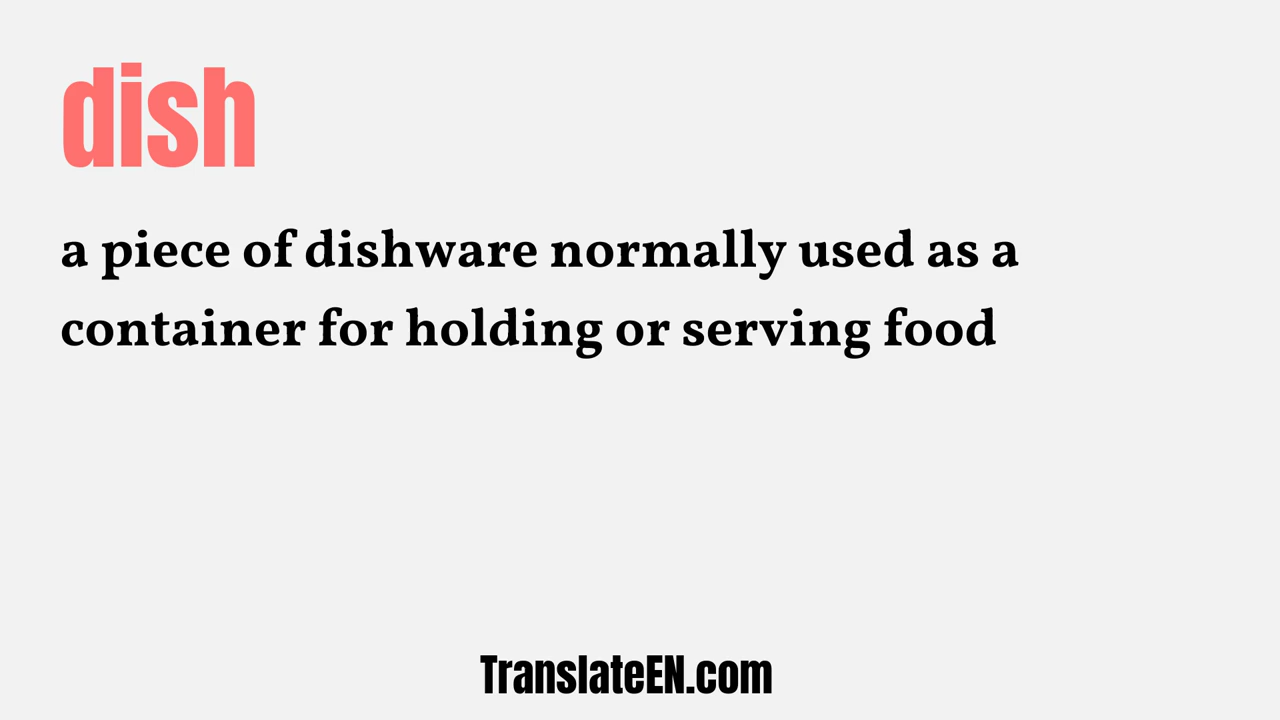 dish
a piece of dishware normally used as a
container for holding or serving food
TranslateEN.com